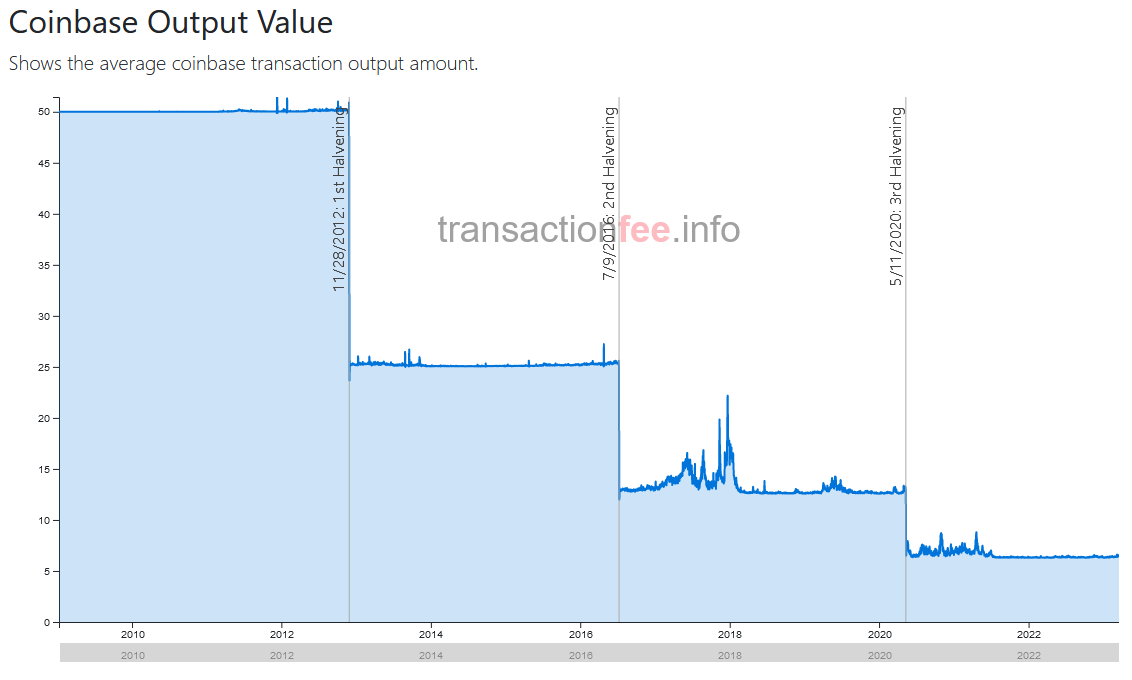 Coinbase Output Value
Shows the average coinbase transaction output amount.
50
45
40
35
30
25
20
15
10
5
0
11/28/2012: 1st Halvening
7/9/2016: 2nd Halvening
5/11/2020: 3rd Halvening
transactionfee.info
2010 2012 2014 2016 2018 2020 2022
2010 2012 2014 2016 2018 2020 2022